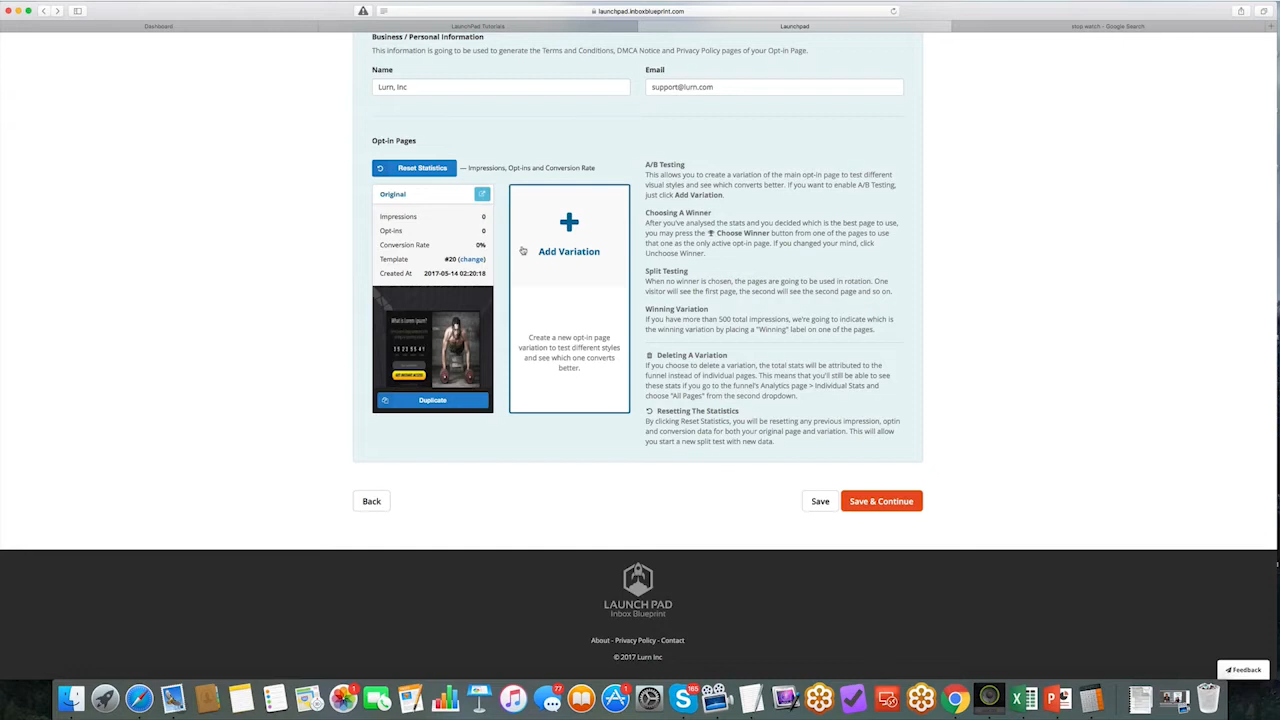 launchpad.inboxblueprint.com
Dashboard
LaunchPad Tutorials
Launchpad
stop watch - Google Search
Business / Personal Information
This information is going to be used to generate the Terms and Conditions, DMCA Notice and Privacy Policy pages of your Opt-in Page.
Name
Email
Lurn, Inc
support@lurn.com
Opt-in Pages
Reset Statistics — Impressions, Opt-ins and Conversion Rate
Original
Impressions 0
Opt-ins 0
Conversion Rate 0%
Template #20 (change)
Created At 2017-05-14 02:20:18
What is Lorem Ipsum?
Duplicate
Add Variation
Create a new opt-in page
variation to test different styles
and see which one converts
better.
A/B Testing
This allows you to create a variation of the main opt-in page to test different
visual styles and see which converts better. If you want to enable A/B Testing,
just click Add Variation.
Choosing A Winner
After you've analysed the stats and you decided which is the best page to use,
you may press the Choose Winner button from one of the pages to use
that one as the only active opt-in page. If you changed your mind, click
Unchoose Winner.
Split Testing
When no winner is chosen, the pages are going to be used in rotation. One
visitor will see the first page, the second will see the second page and so on.
Winning Variation
If you have more than 500 total impressions, we're going to indicate which is
the winning variation by placing a "Winning" label on one of the pages.
Deleting A Variation
If you choose to delete a variation, the total stats will be attributed to the
funnel instead of individual pages. This means that you'll still be able to see
these stats if you go to the funnel's Analytics page > Individual Stats and
choose "All Pages" from the second dropdown.
Resetting The Statistics
By clicking Reset Statistics, you will be resetting any previous impression, optin
and conversion data for both your original page and variation. This will allow
you start a new split test with new data.
Back
Save
Save & Continue
LAUNCH PAD
Inbox Blueprint
About - Privacy Policy - Contact
© 2017 Lurn Inc
Feedback
1
77
1
165